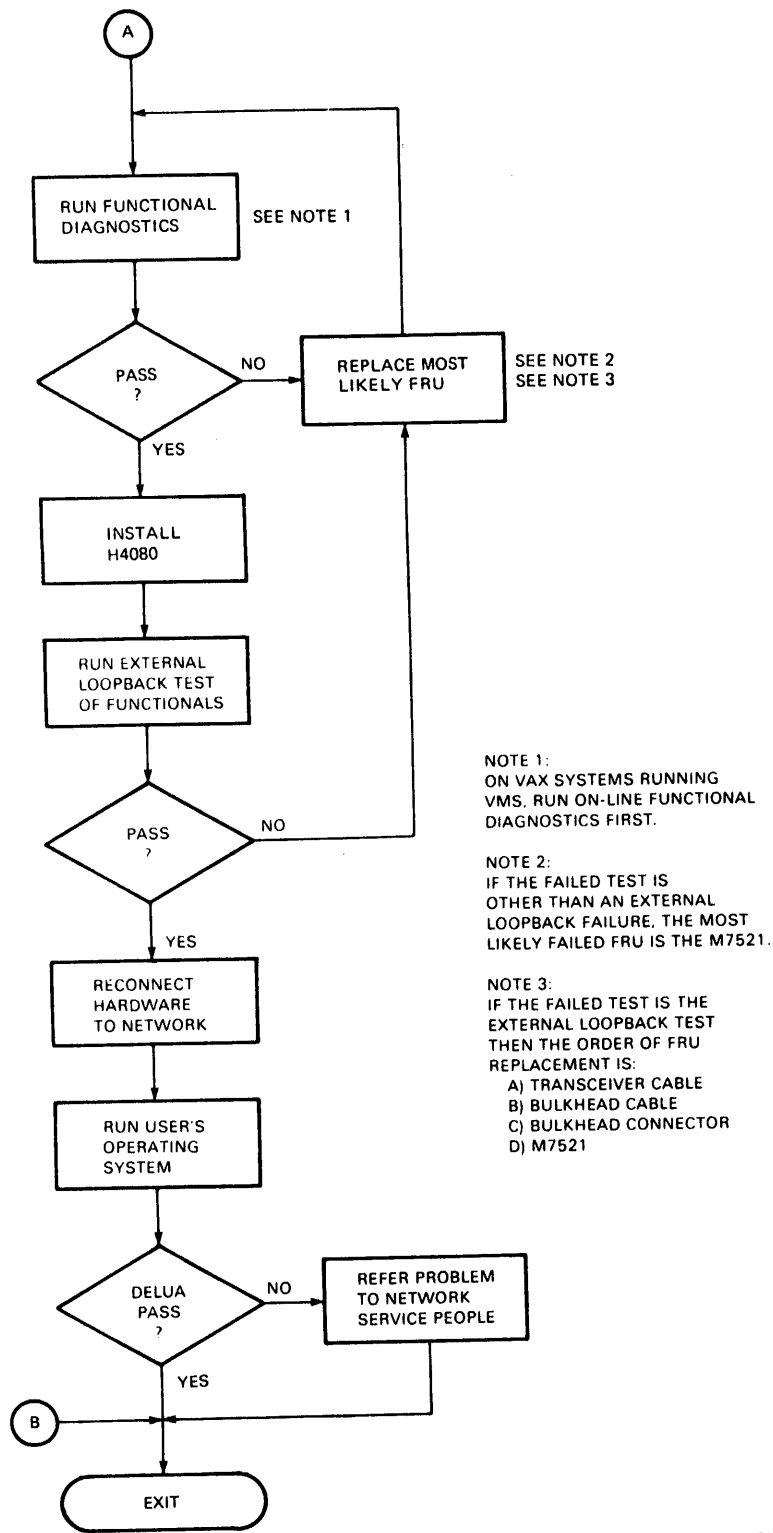 A
RUN FUNCTIONAL
DIAGNOSTICS
SEE NOTE 1
PASS
?
NO
REPLACE MOST
LIKELY FRU
SEE NOTE 2
SEE NOTE 3
YES
INSTALL
H4080
RUN EXTERNAL
LOOPBACK TEST
OF FUNCTIONALS
PASS
?
NO
YES
RECONNECT
HARDWARE
TO NETWORK
RUN USER'S
OPERATING
SYSTEM
DELUA
PASS
?
NO
REFER PROBLEM
TO NETWORK
SERVICE PEOPLE
YES
B
EXIT
NOTE 1:
ON VAX SYSTEMS RUNNING
VMS, RUN ON-LINE FUNCTIONAL
DIAGNOSTICS FIRST.
NOTE 2:
IF THE FAILED TEST IS
OTHER THAN AN EXTERNAL
LOOPBACK FAILURE, THE MOST
LIKELY FAILED FRU IS THE M7521.
NOTE 3:
IF THE FAILED TEST IS THE
EXTERNAL LOOPBACK TEST
THEN THE ORDER OF FRU
REPLACEMENT IS:
A) TRANSCEIVER CABLE
B) BULKHEAD CABLE
C) BULKHEAD CONNECTOR
D) M7521